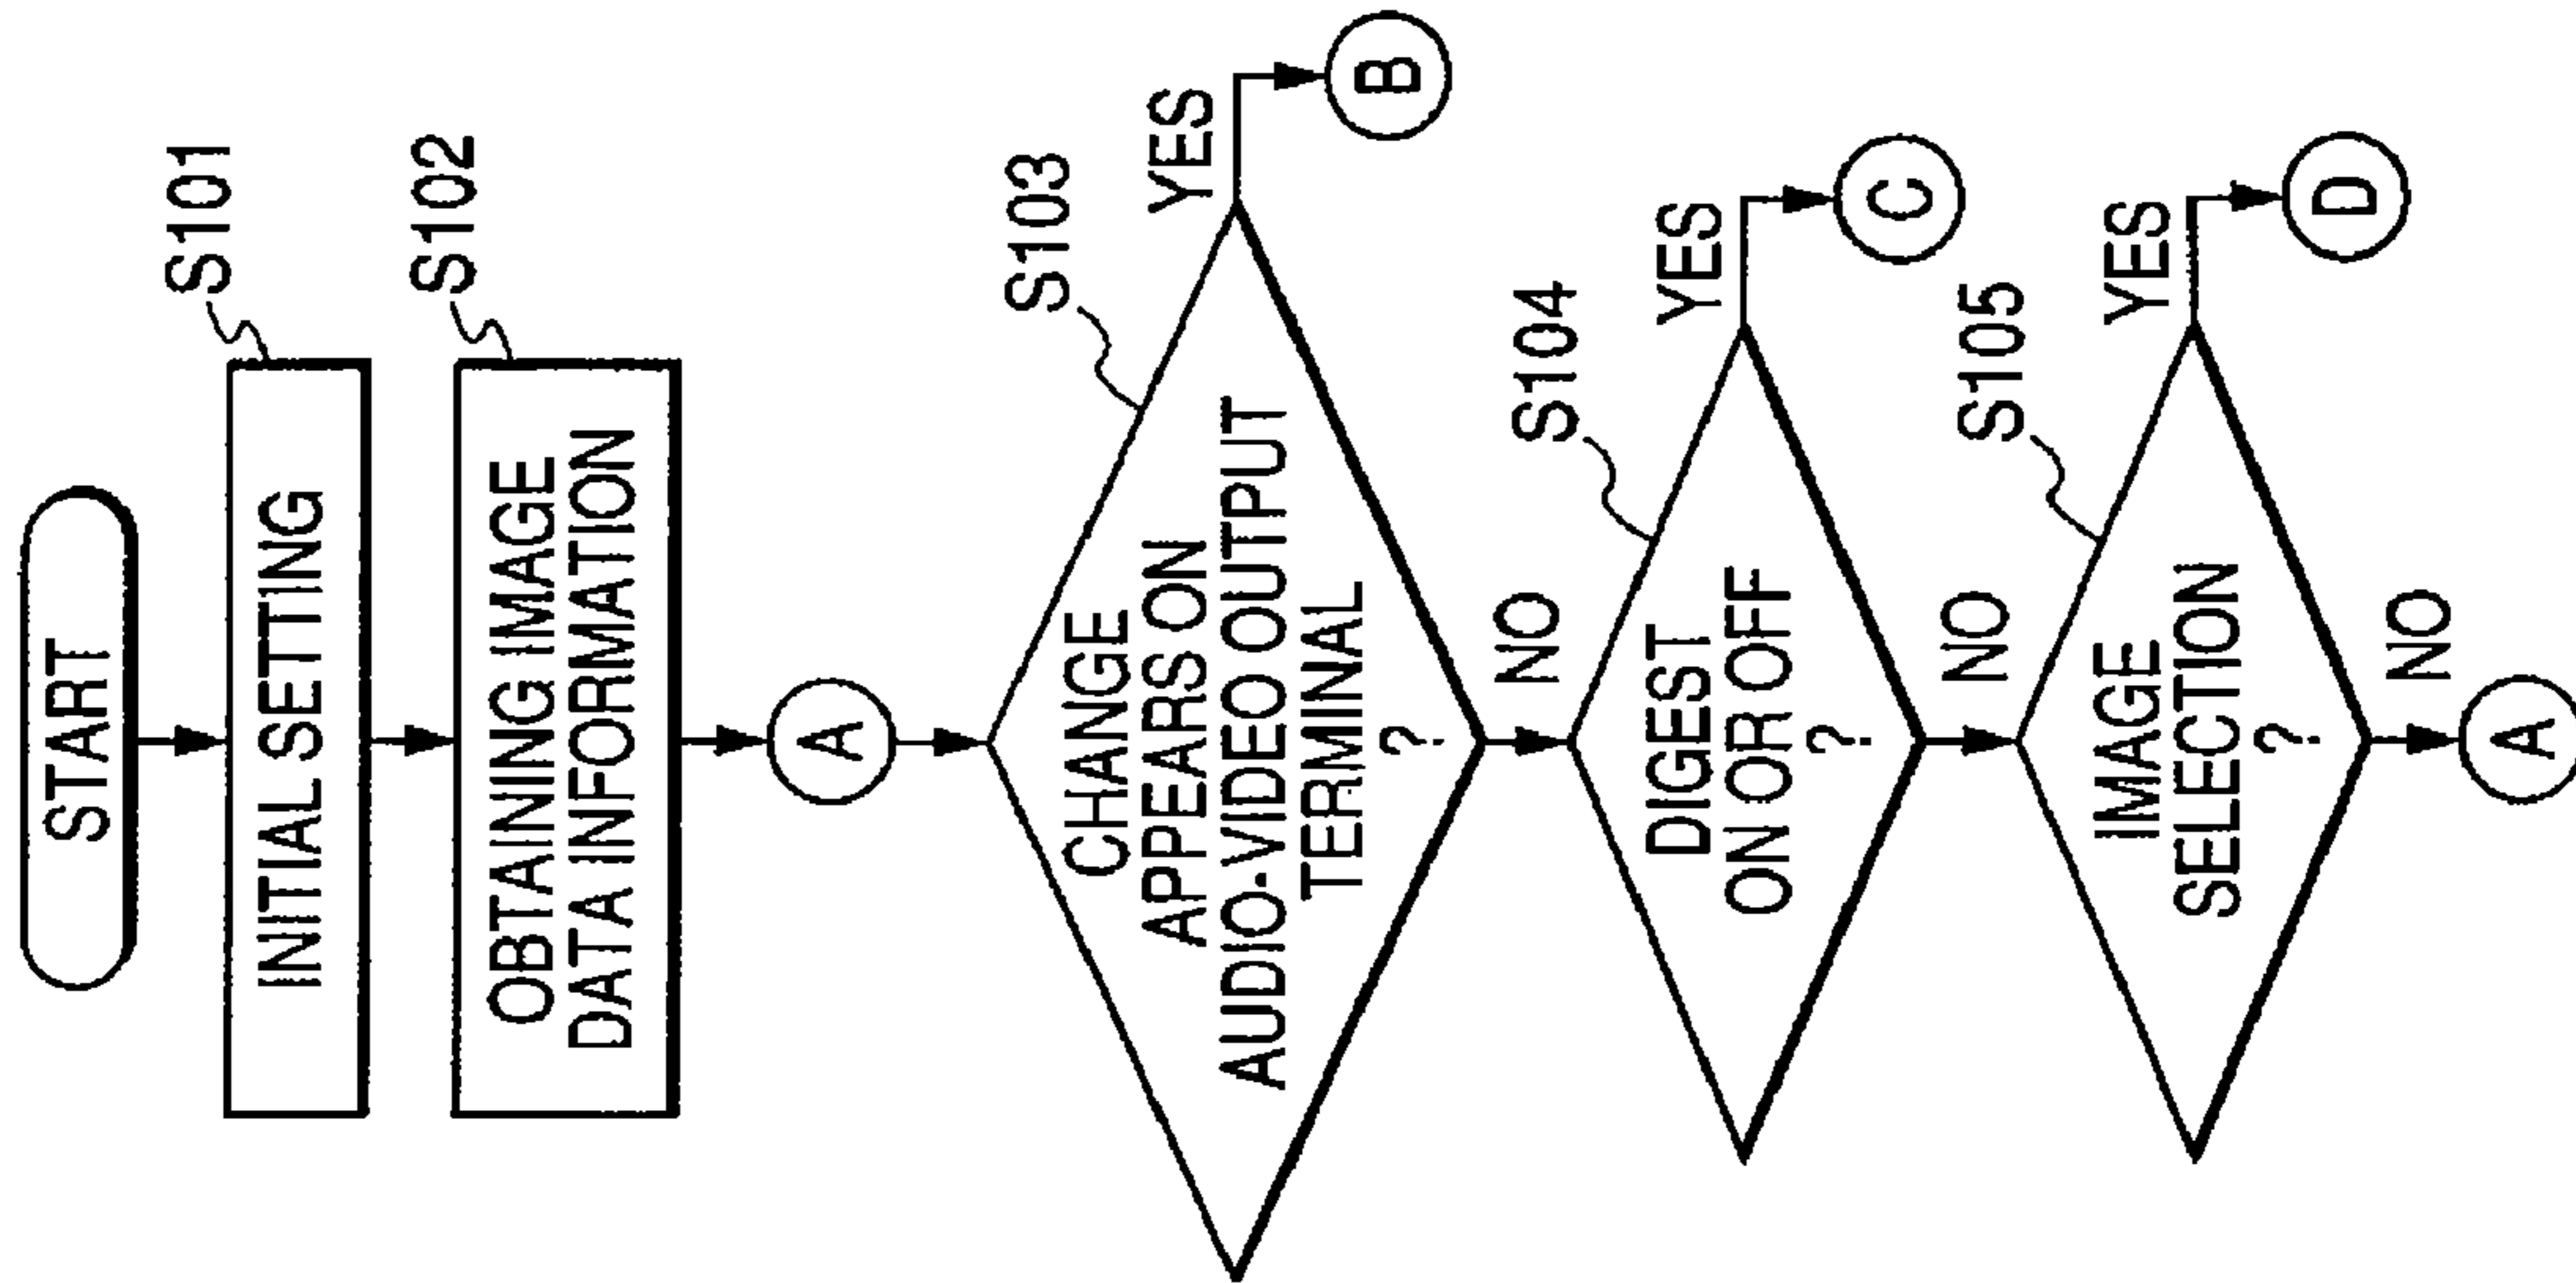 START
S101
INITIAL SETTING
S102
OBTAINING IMAGE
DATA INFORMATION
A
S103
CHANGE
APPEARS ON
AUDIO-VIDEO OUTPUT
TERMINAL
?
YES
B
NO
S104
DIGEST
ON OR OFF
?
YES
C
NO
S105
IMAGE
SELECTION
?
YES
D
NO
A